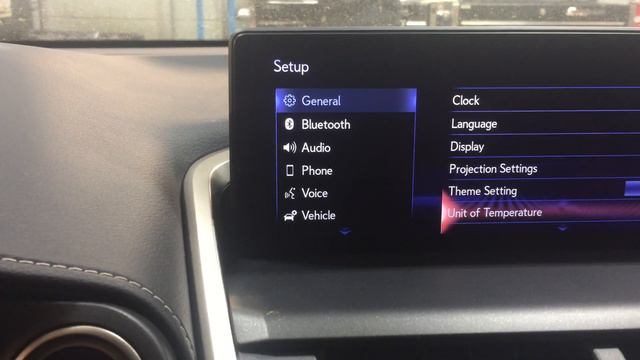 Setup
General
Bluetooth
Audio
Phone
Voice
Vehicle
Clock
Language
Display
Projection Settings
Theme Setting
Unit of Temperature